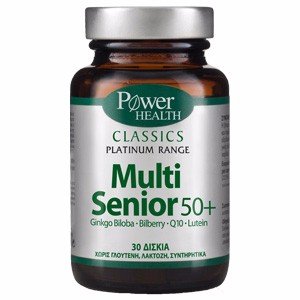 Power
HEALTH
CLASSICS
PLATINUM RANGE
Multi
Senior 50+
Ginkgo Biloba • Bilberry • Q10 • Lutein
30 ΔΙΣΚΙΑ
ΧΩΡΙΣ ΓΛΟΥΤΕΝΗ, ΛΑΚΤΟΖΗ, ΣΥΝΤΗΡΗΤΙΚΑ